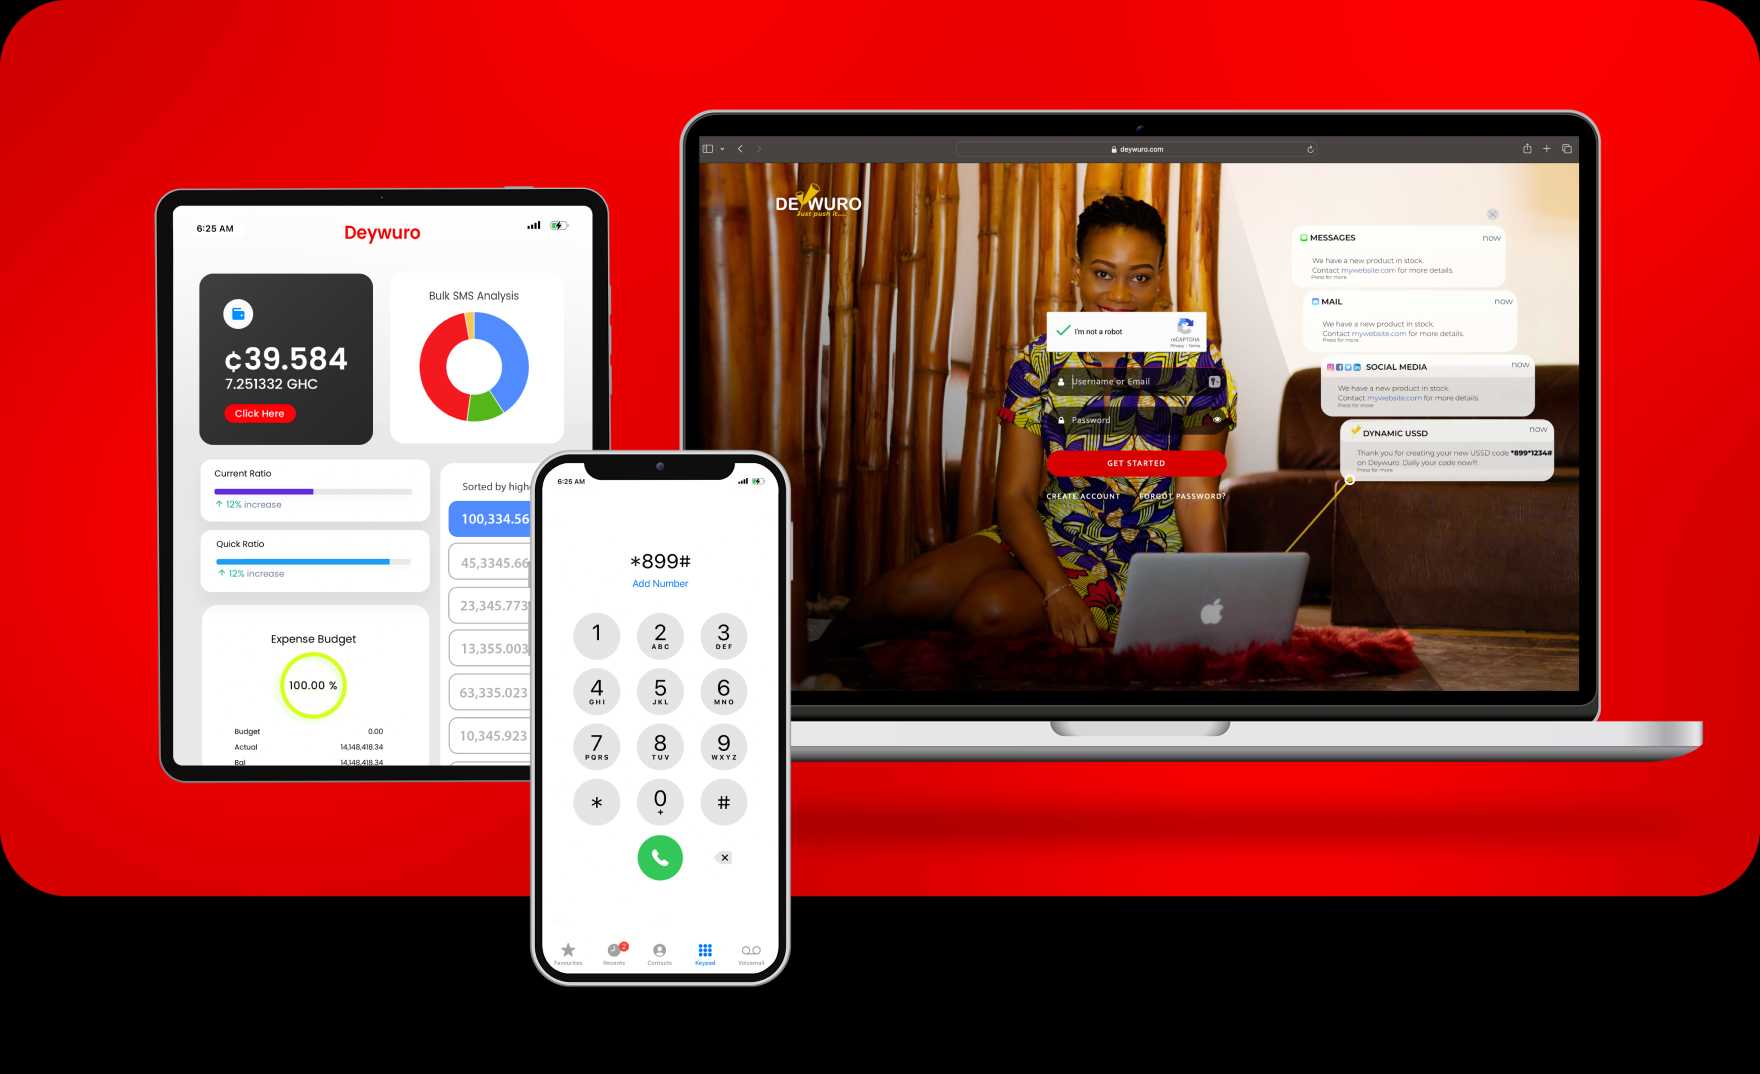 6:25 AM
Deywuro
¢39.584
7.251332 GHC
Click Here
Bulk SMS Analysis
Current Ratio
12% increase
Quick Ratio
12% increase
Sorted by highe
100,334.56
45,3345.66
23,345.773
13,355.003
63,335.023
10,345.923
Expense Budget
100.00 %
Budget 0.00
Actual 14,148,418.34
Bal 14,148,418.34
6:25 AM
*899#
Add Number
1
2 ABC
3 DEF
4 GHI
5 JKL
6 MNO
7 PQRS
8 TUV
9 WXYZ
*
0 +
#
Favourites
Recents 2
Contacts
Keypad
Voicemail
deywuro.com
DEYWURO
Just push it....
I'm not a robot
reCAPTCHA
Privacy - Terms
Username or Email
Password
GET STARTED
CREATE ACCOUNT FORGOT PASSWORD?
MESSAGES now
We have a new product in stock.
Contact mywebsite.com for more details.
Press for more
MAIL now
We have a new product in stock.
Contact mywebsite.com for more details.
Press for more
SOCIAL MEDIA now
We have a new product in stock.
Contact mywebsite.com for more details.
Press for more
DYNAMIC USSD now
Thank you for creating your new USSD code *899*1234#
on Deywuro. Daily your code now!!!
Press for more